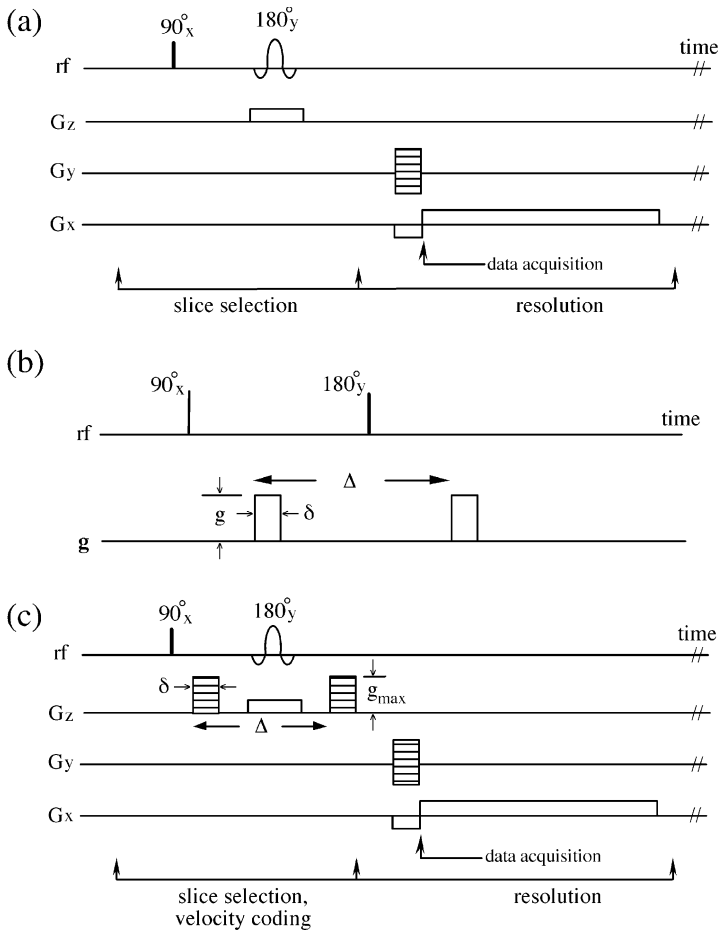 (a)
90°x
180°y
time
rf
Gz
Gy
Gx
data acquisition
slice selection
resolution
(b)
90°x
180°y
time
rf
Δ
g
δ
g
(c)
90°x
180°y
time
rf
δ
gmax
Gz
Δ
Gy
Gx
data acquisition
slice selection,
velocity coding
resolution